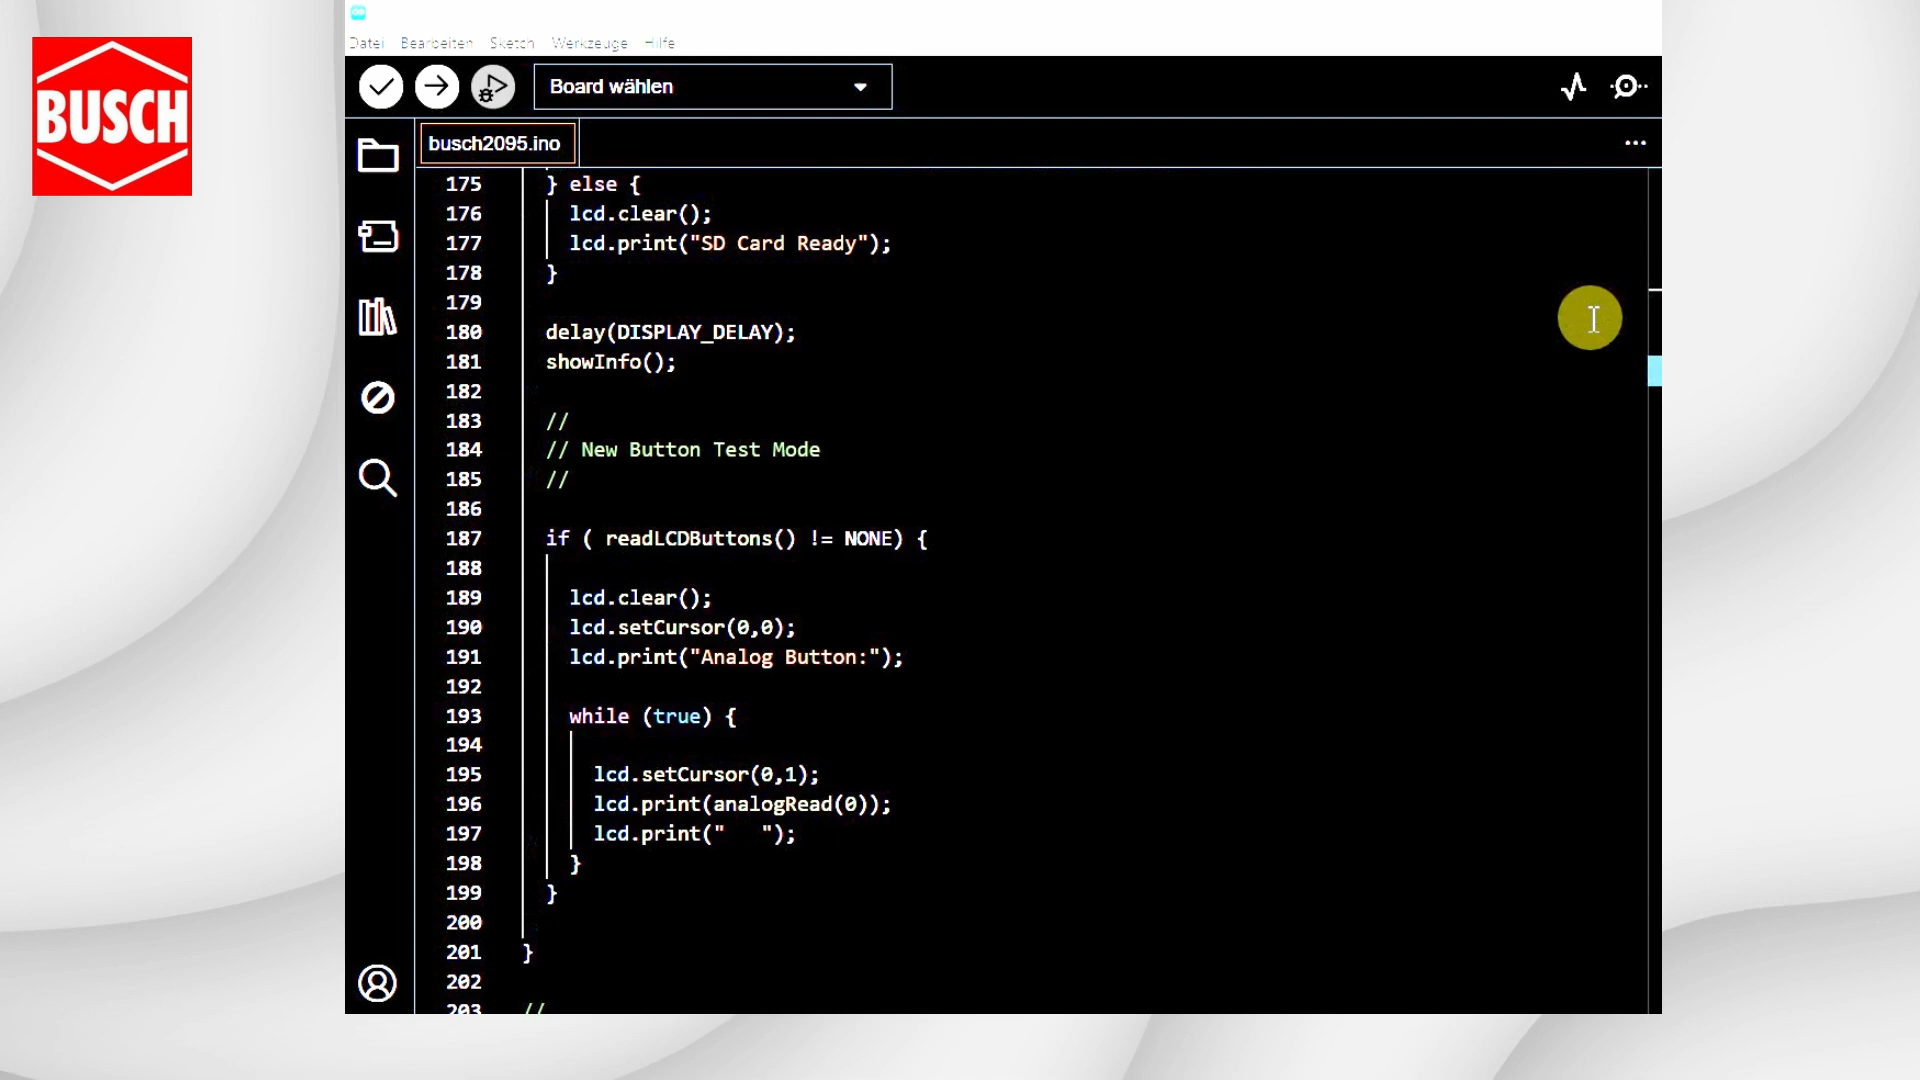 BUSCH
Datei Bearbeiten Sketch Werkzeuge Hilfe
Board wählen
busch2095.ino
175 } else {
176 lcd.clear();
177 lcd.print("SD Card Ready");
178 }
179
180 delay(DISPLAY_DELAY);
181 showInfo();
182
183 //
184 // New Button Test Mode
185 //
186
187 if ( readLCDButtons() != NONE) {
188
189 lcd.clear();
190 lcd.setCursor(0,0);
191 lcd.print("Analog Button:");
192
193 while (true) {
194
195 lcd.setCursor(0,1);
196 lcd.print(analogRead(0));
197 lcd.print("   ");
198 }
199 }
200
201 }
202
203 //